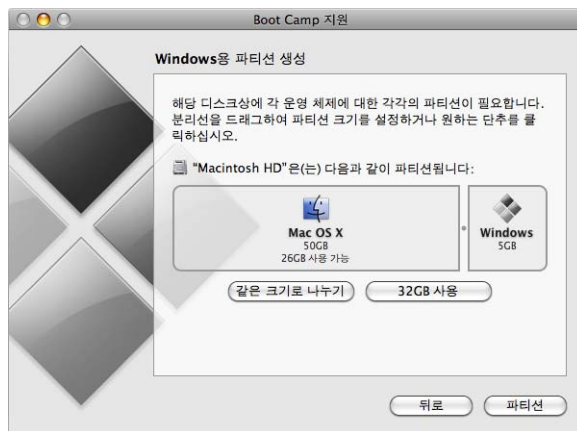 Boot Camp 지원
Windows용 파티션 생성
해당 디스크상에 각 운영 체제에 대한 각각의 파티션이 필요합니다.
분리선을 드래그하여 파티션 크기를 설정하거나 원하는 단추를 클
릭하십시오.
"Macintosh HD"은(는) 다음과 같이 파티션됩니다:
Mac OS X
50GB
26GB 사용 가능
Windows
5GB
같은 크기로 나누기
32GB 사용
뒤로
파티션